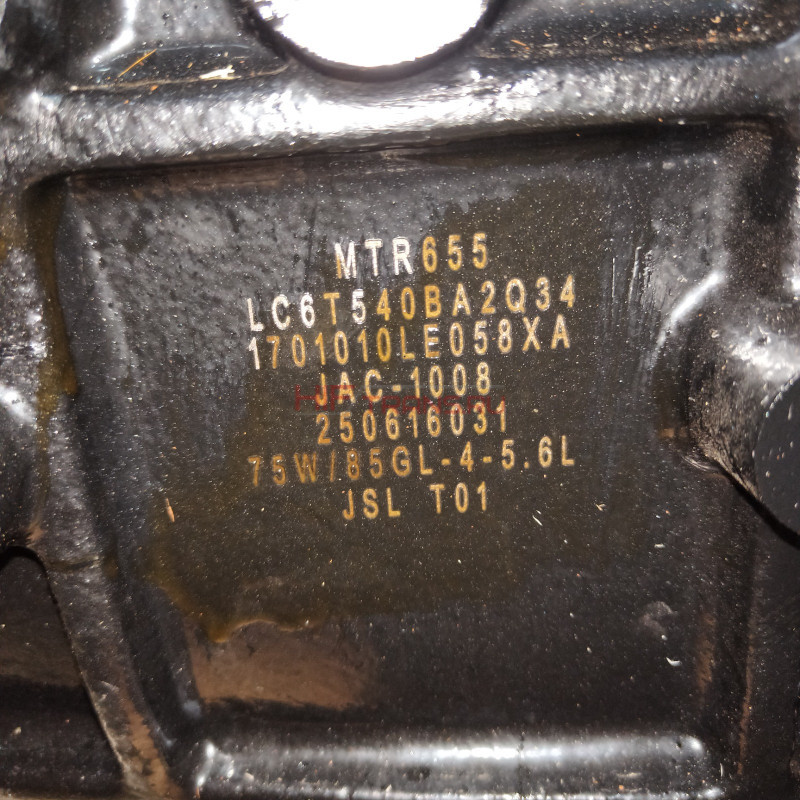 MTR655
LC6T540BA2Q34
1701010LE058XA
JAC-1008
250616031
75W/85GL-4-5.6L
JSL T01